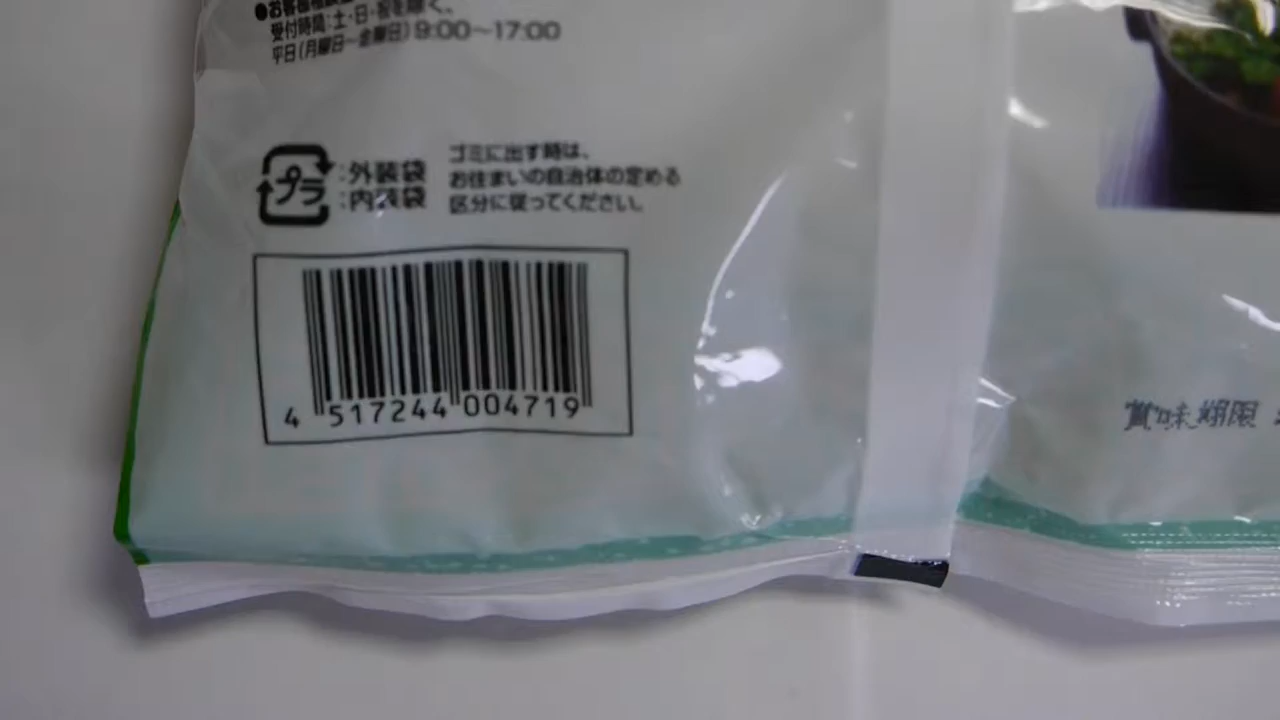 ●お客様相談室
受付時間:土・日・祝を除く、
平日(月曜日~金曜日)9:00~17:00
プラ
:外装袋
:内装袋
ゴミに出す時は、
お住まいの自治体の定める
区分に従ってください。
4 517244 004719
賞味期限